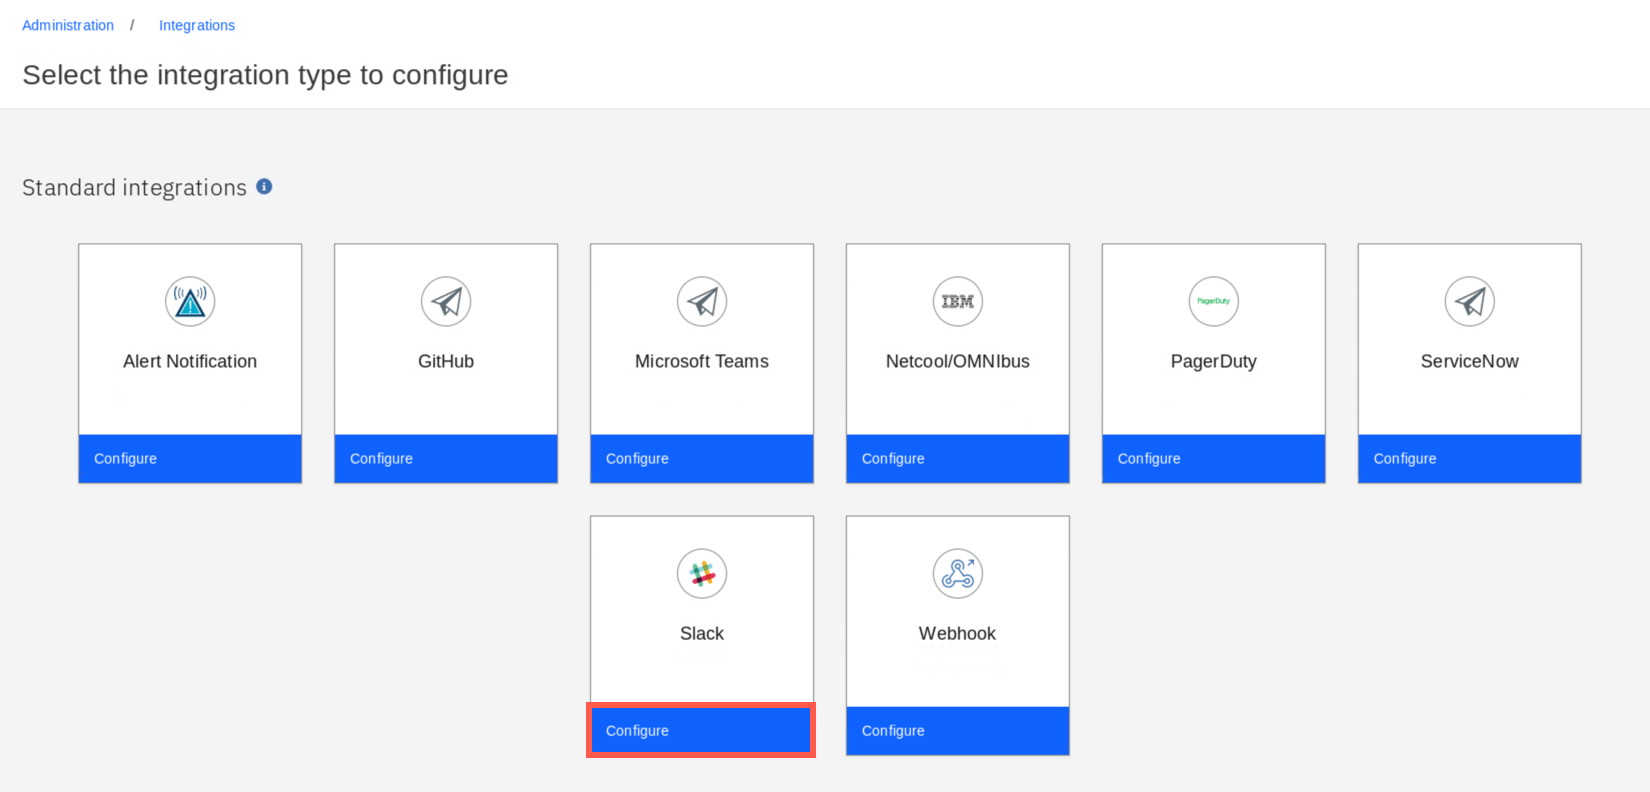 Administration / Integrations
Select the integration type to configure
Standard integrations
IBM PagerDuty
Alert Notification GitHub Microsoft Teams Netcool/OMNIbus PagerDuty ServiceNow
Configure Configure Configure Configure Configure Configure
Slack Webhook
Configure Configure